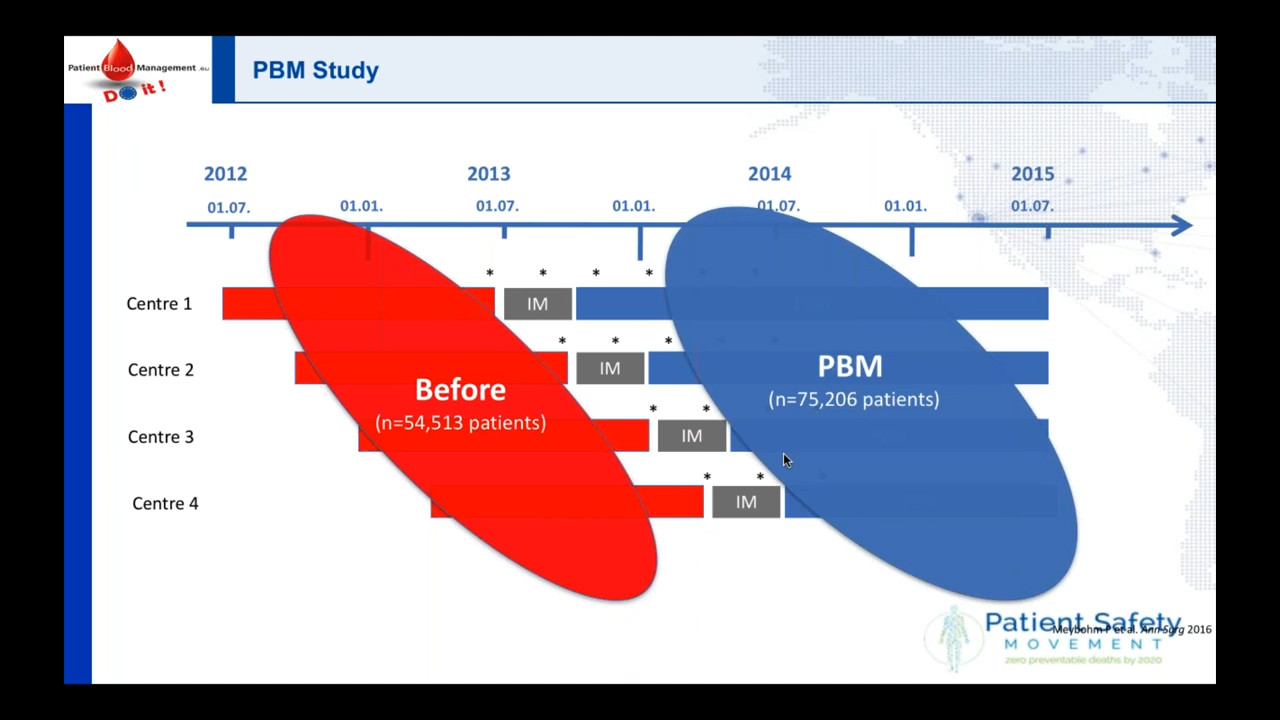 Patient Blood Management .eu
DO it !
PBM Study
2012 2013 2014 2015
01.07. 01.01. 01.07. 01.01. 01.07. 01.01. 01.07.
* * * *
Centre 1 IM
* * *
Centre 2 IM
Before
(n=54,513 patients)
PBM
(n=75,206 patients)
* *
Centre 3 IM
* *
Centre 4 IM
Patient Safety
MOVEMENT
zero preventable deaths by 2020
Meybohm P et al. Ann Surg 2016